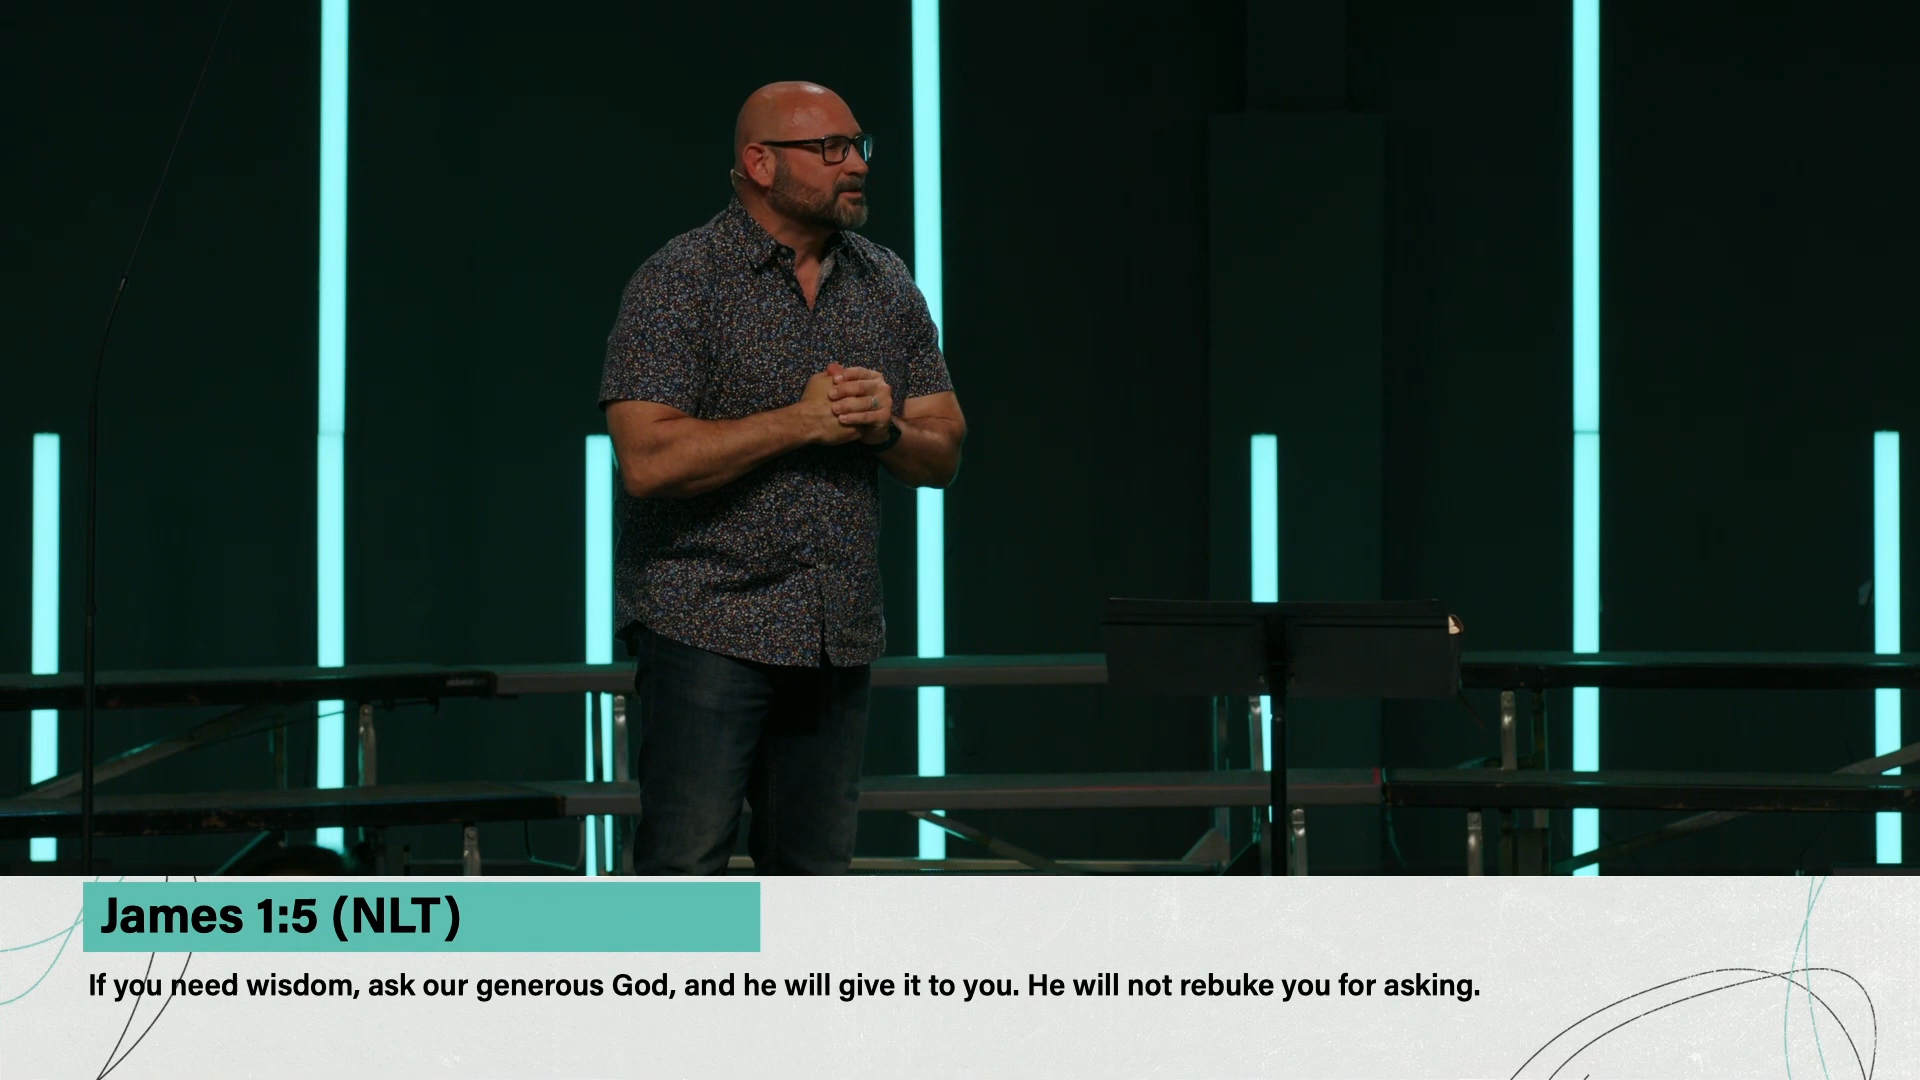 James 1:5 (NLT)
If you need wisdom, ask our generous God, and he will give it to you. He will not rebuke you for asking.